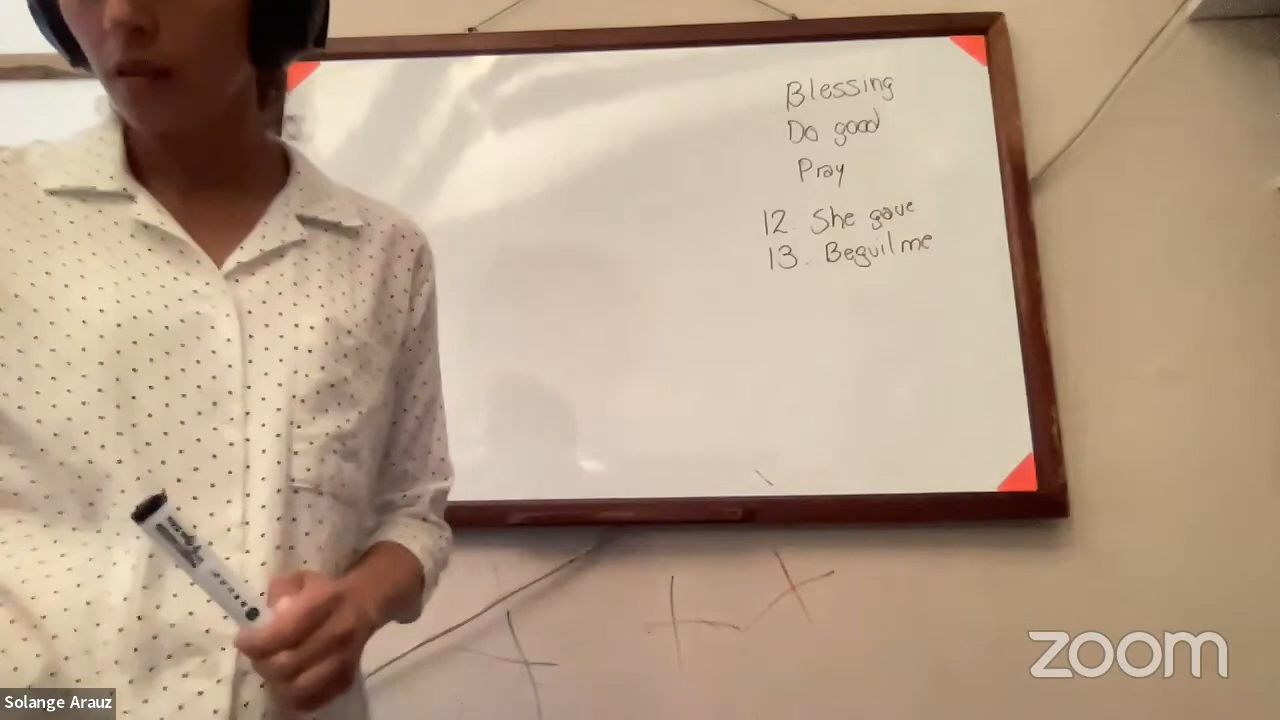 Blessing
Do good
Pray
12. She gave
13. Beguil me
zoom
Solange Arauz